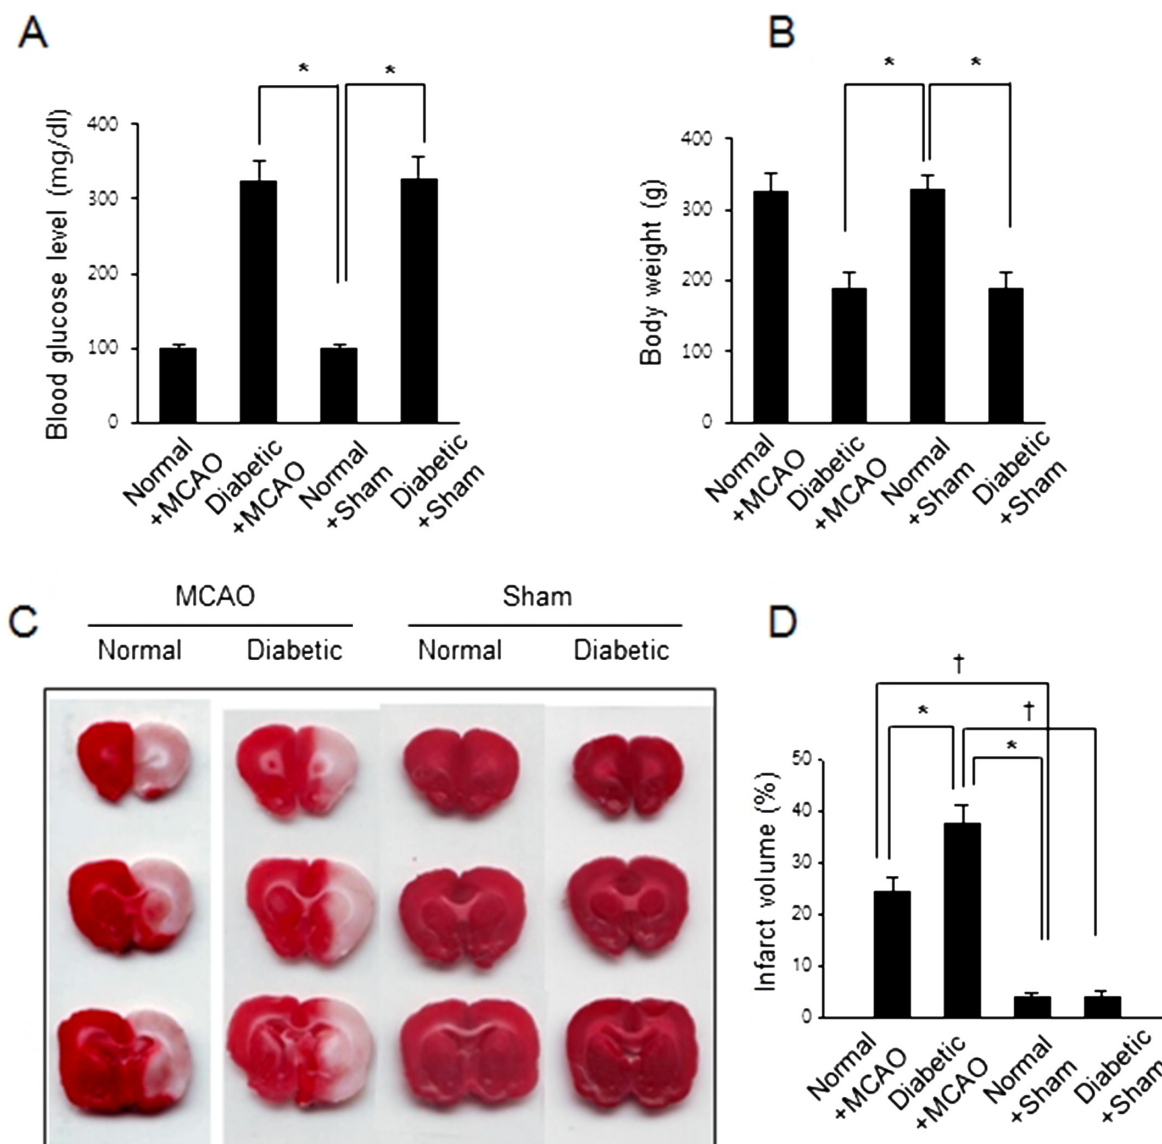 A
* *
Blood glucose level (mg/dl)
400
300
200
100
0
Normal
+MCAO
Diabetic
+MCAO
Normal
+Sham
Diabetic
+Sham
B
* *
Body weight (g)
400
300
200
100
0
Normal
+MCAO
Diabetic
+MCAO
Normal
+Sham
Diabetic
+Sham
C
MCAO Sham
Normal Diabetic Normal Diabetic
D
†
* †
*
Infarct volume (%)
50
40
30
20
10
0
Normal
+MCAO
Diabetic
+MCAO
Normal
+Sham
Diabetic
+Sham